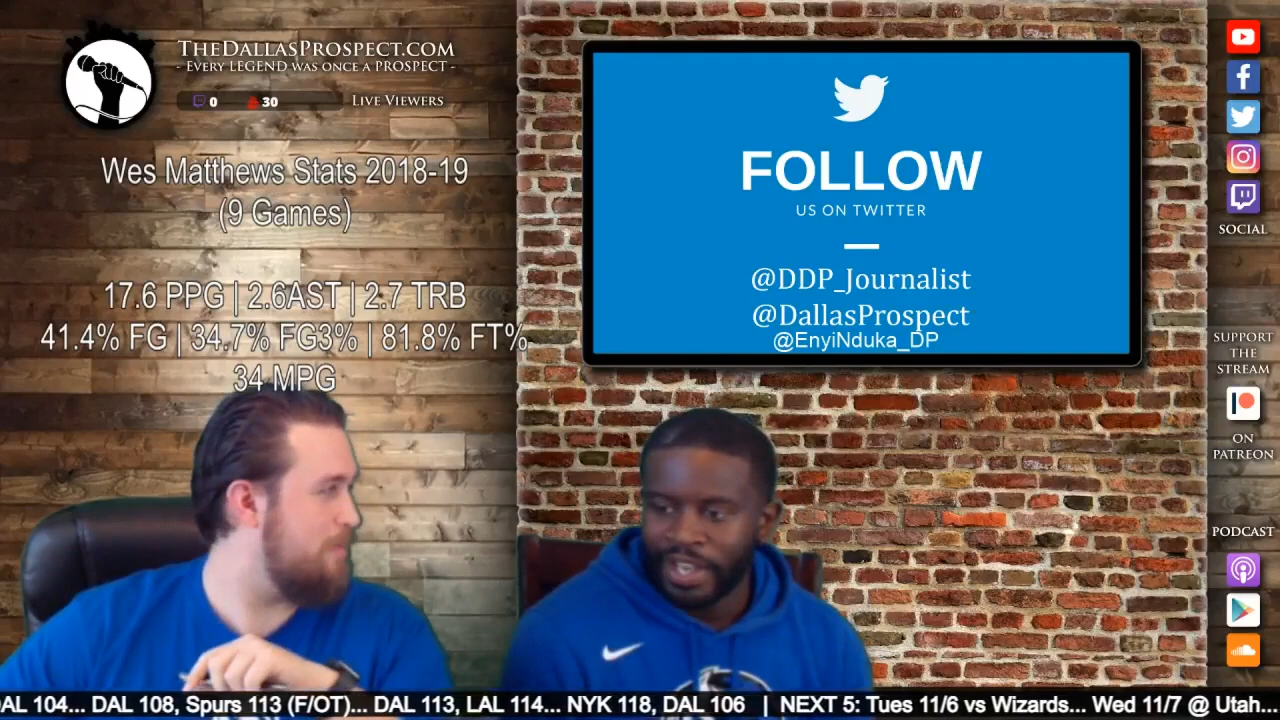 THEDALLASPROSPECT.COM
- EVERY LEGEND WAS ONCE A PROSPECT -
0 30 LIVE VIEWERS
Wes Matthews Stats 2018-19
(9 Games)
17.6 PPG | 2.6AST | 2.7 TRB
41.4% FG | 34.7% FG3% | 81.8% FT%
34 MPG
FOLLOW
US ON TWITTER
@DDP_Journalist
@DallasProspect
@EnyiNduka_DP
SOCIAL
SUPPORT
THE
STREAM
ON
PATREON
PODCAST
DAL 104... DAL 108, Spurs 113 (F/OT)... DAL 113, LAL 114... NYK 118, DAL 106 | NEXT 5: Tues 11/6 vs Wizards... Wed 11/7 @ Utah...